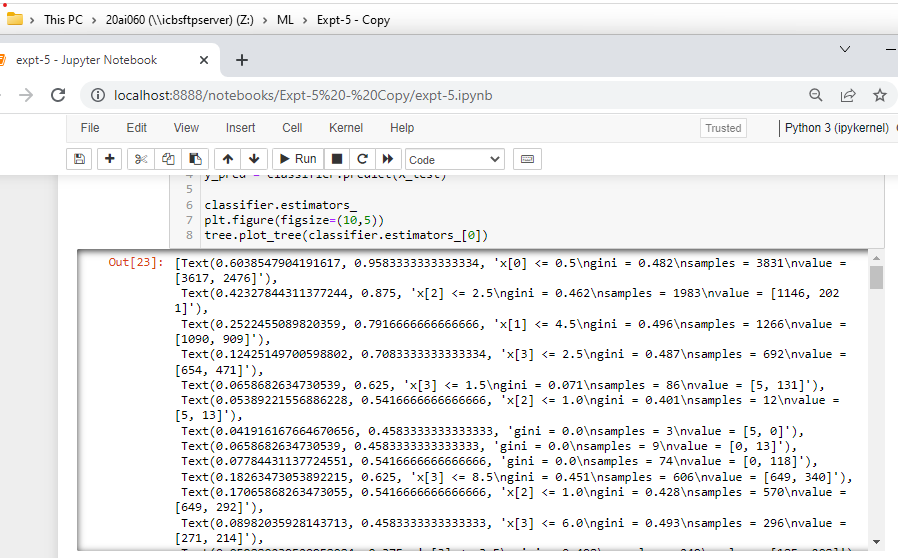 This PC > 20ai060 (\\icbsftpserver) (Z:) > ML > Expt-5 - Copy
expt-5 - Jupyter Notebook
localhost:8888/notebooks/Expt-5%20-%20Copy/expt-5.ipynb
File Edit View Insert Cell Kernel Help Trusted Python 3 (ipykernel)
Run Code
4 y_pred = classifier.predict(X_test)
5
6 classifier.estimators_
7 plt.figure(figsize=(10,5))
8 tree.plot_tree(classifier.estimators_[0])
Out[23]: [Text(0.6038547904191617, 0.9583333333333334, 'x[0] <= 0.5\ngini = 0.482\nsamples = 3831\nvalue =
[3617, 2476]'),
Text(0.42327844311377244, 0.875, 'x[2] <= 2.5\ngini = 0.462\nsamples = 1983\nvalue = [1146, 202
1]'),
Text(0.2522455089820359, 0.7916666666666666, 'x[1] <= 4.5\ngini = 0.496\nsamples = 1266\nvalue =
[1090, 909]'),
Text(0.12425149700598802, 0.7083333333333334, 'x[3] <= 2.5\ngini = 0.487\nsamples = 692\nvalue =
[654, 471]'),
Text(0.0658682634730539, 0.625, 'x[3] <= 1.5\ngini = 0.071\nsamples = 86\nvalue = [5, 131]'),
Text(0.05389221556886228, 0.5416666666666666, 'x[2] <= 1.0\ngini = 0.401\nsamples = 12\nvalue =
[5, 13]'),
Text(0.041916167664670656, 0.4583333333333333, 'gini = 0.0\nsamples = 3\nvalue = [5, 0]'),
Text(0.0658682634730539, 0.4583333333333333, 'gini = 0.0\nsamples = 9\nvalue = [0, 13]'),
Text(0.07784431137724551, 0.5416666666666666, 'gini = 0.0\nsamples = 74\nvalue = [0, 118]'),
Text(0.18263473053892215, 0.625, 'x[3] <= 8.5\ngini = 0.451\nsamples = 606\nvalue = [649, 340]'),
Text(0.17065868263473055, 0.5416666666666666, 'x[2] <= 1.0\ngini = 0.428\nsamples = 570\nvalue =
[649, 292]'),
Text(0.08982035928143713, 0.4583333333333333, 'x[3] <= 6.0\ngini = 0.493\nsamples = 296\nvalue =
[271, 214]'),